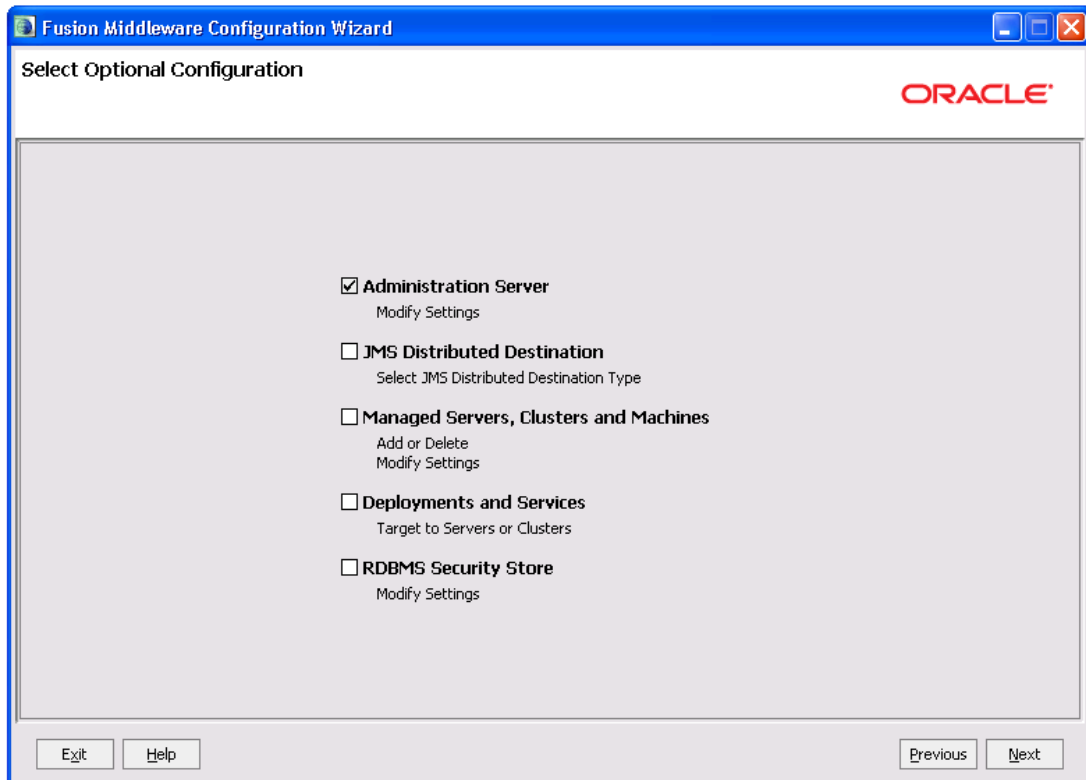 Fusion Middleware Configuration Wizard
Select Optional Configuration
ORACLE
Administration Server
Modify Settings
JMS Distributed Destination
Select JMS Distributed Destination Type
Managed Servers, Clusters and Machines
Add or Delete
Modify Settings
Deployments and Services
Target to Servers or Clusters
RDBMS Security Store
Modify Settings
Exit Help Previous Next